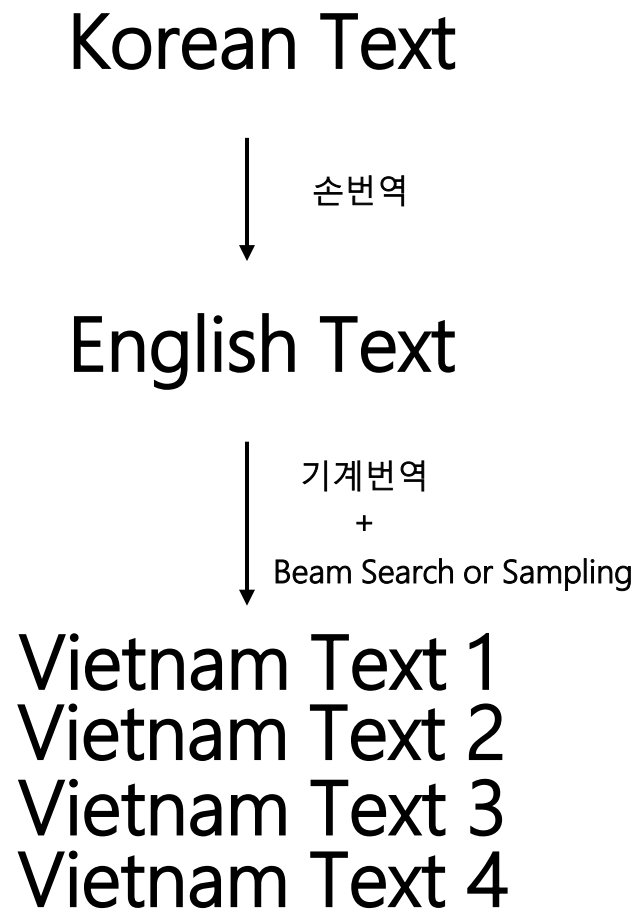 Korean Text
손번역
English Text
기계번역
+
Beam Search or Sampling
Vietnam Text 1
Vietnam Text 2
Vietnam Text 3
Vietnam Text 4